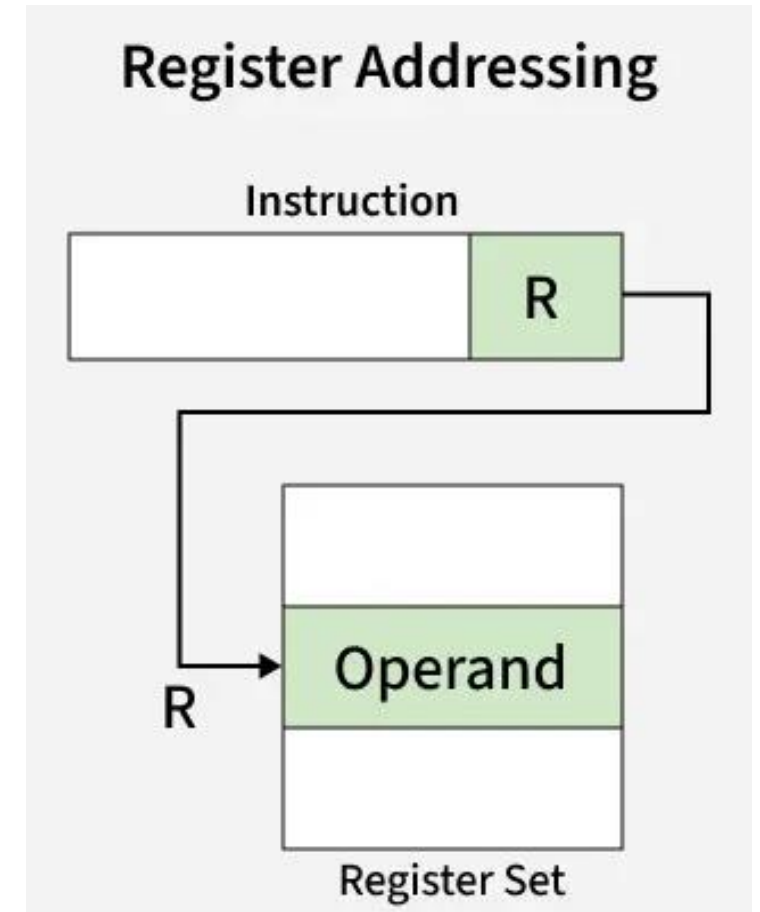 Register Addressing
Instruction
R
Operand
R
Register Set